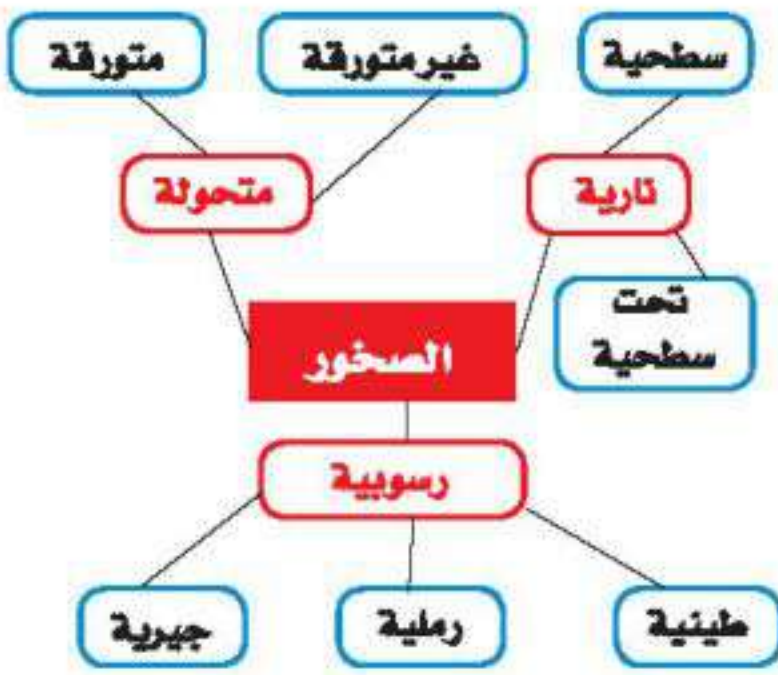 سطحية
غير متورقة
متورقة
نارية
متحولة
تحت
سطحية
الصخور
رسوبية
طينية
رملية
جيرية